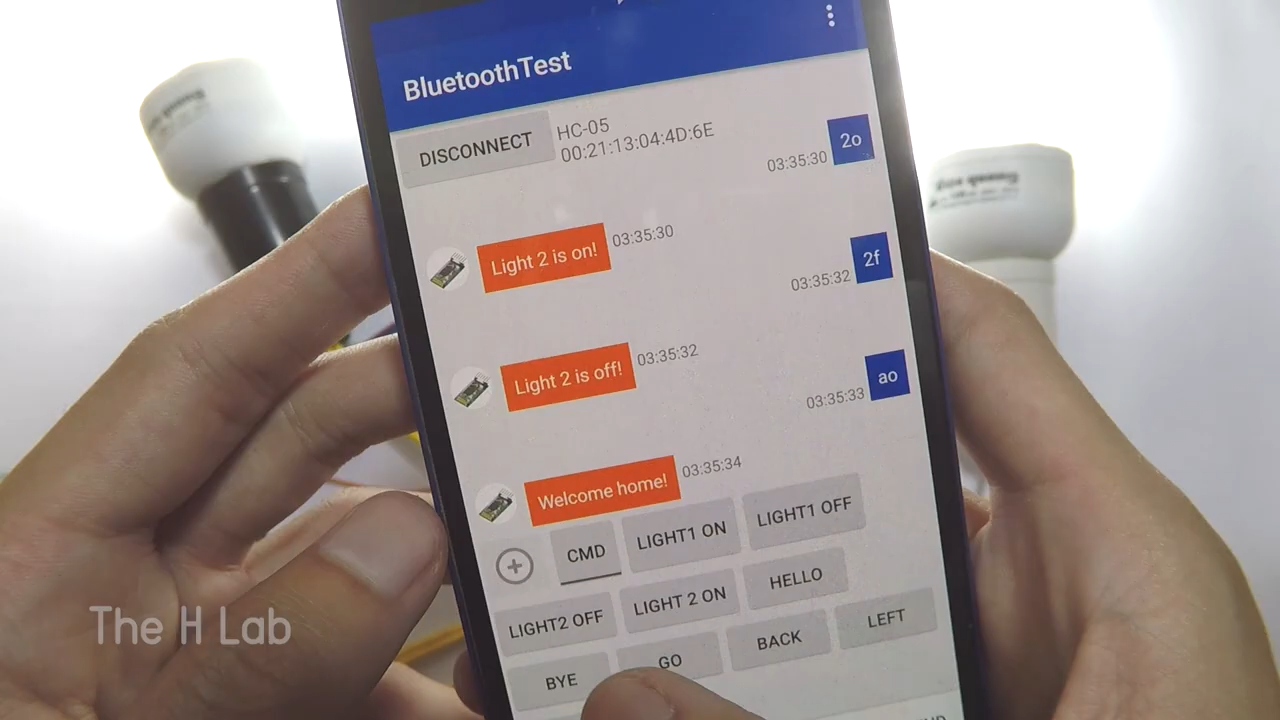 BluetoothTest
DISCONNECT
HC-05
00:21:13:04:4D:6E
2o
03:35:30
Light 2 is on!
03:35:30
2f
03:35:32
Light 2 is off!
03:35:32
ao
03:35:33
Welcome home!
03:35:34
CMD
LIGHT1 ON
LIGHT1 OFF
LIGHT2 OFF
LIGHT 2 ON
HELLO
BYE
GO
BACK
LEFT
The H Lab